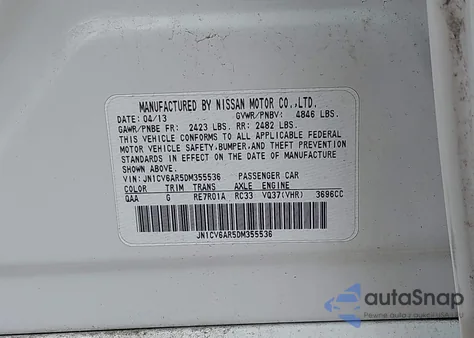 MANUFACTURED BY NISSAN MOTOR CO.,LTD.
DATE: 04/13 GVWR/PNBV: 4846 LBS.
GAWR/PNBE FR: 2423 LBS. RR: 2482 LBS.
THIS VEHICLE CONFORMS TO ALL APPLICABLE FEDERAL
MOTOR VEHICLE SAFETY,BUMPER,AND THEFT PREVENTION
STANDARDS IN EFFECT ON THE DATE OF MANUFACTURE
SHOWN ABOVE.
VIN: JN1CV6AR5DM355536 PASSENGER CAR
COLOR TRIM TRANS AXLE ENGINE
QAA G RE7R01A RC33 VQ37(VHR) 3696CC
JN1CV6AR5DM355536
autaSnap